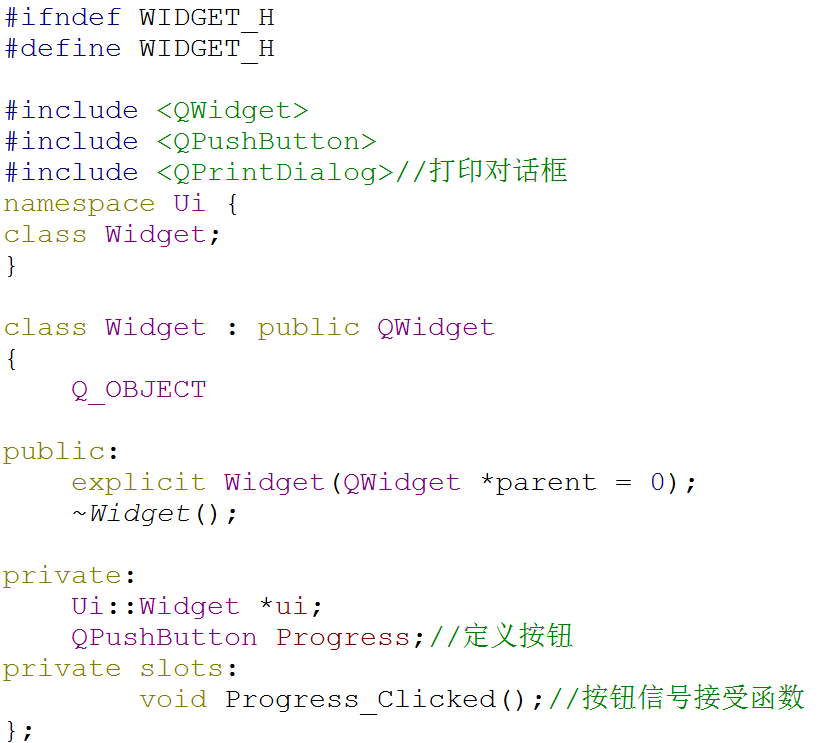 #ifndef WIDGET_H
#define WIDGET_H
#include <QWidget>
#include <QPushButton>
#include <QPrintDialog>//打印对话框
namespace Ui {
class Widget;
}
class Widget : public QWidget
{
Q_OBJECT
public:
explicit Widget(QWidget *parent = 0);
~Widget();
private:
Ui::Widget *ui;
QPushButton Progress;//定义按钮
private slots:
void Progress_Clicked();//按钮信号接受函数
};